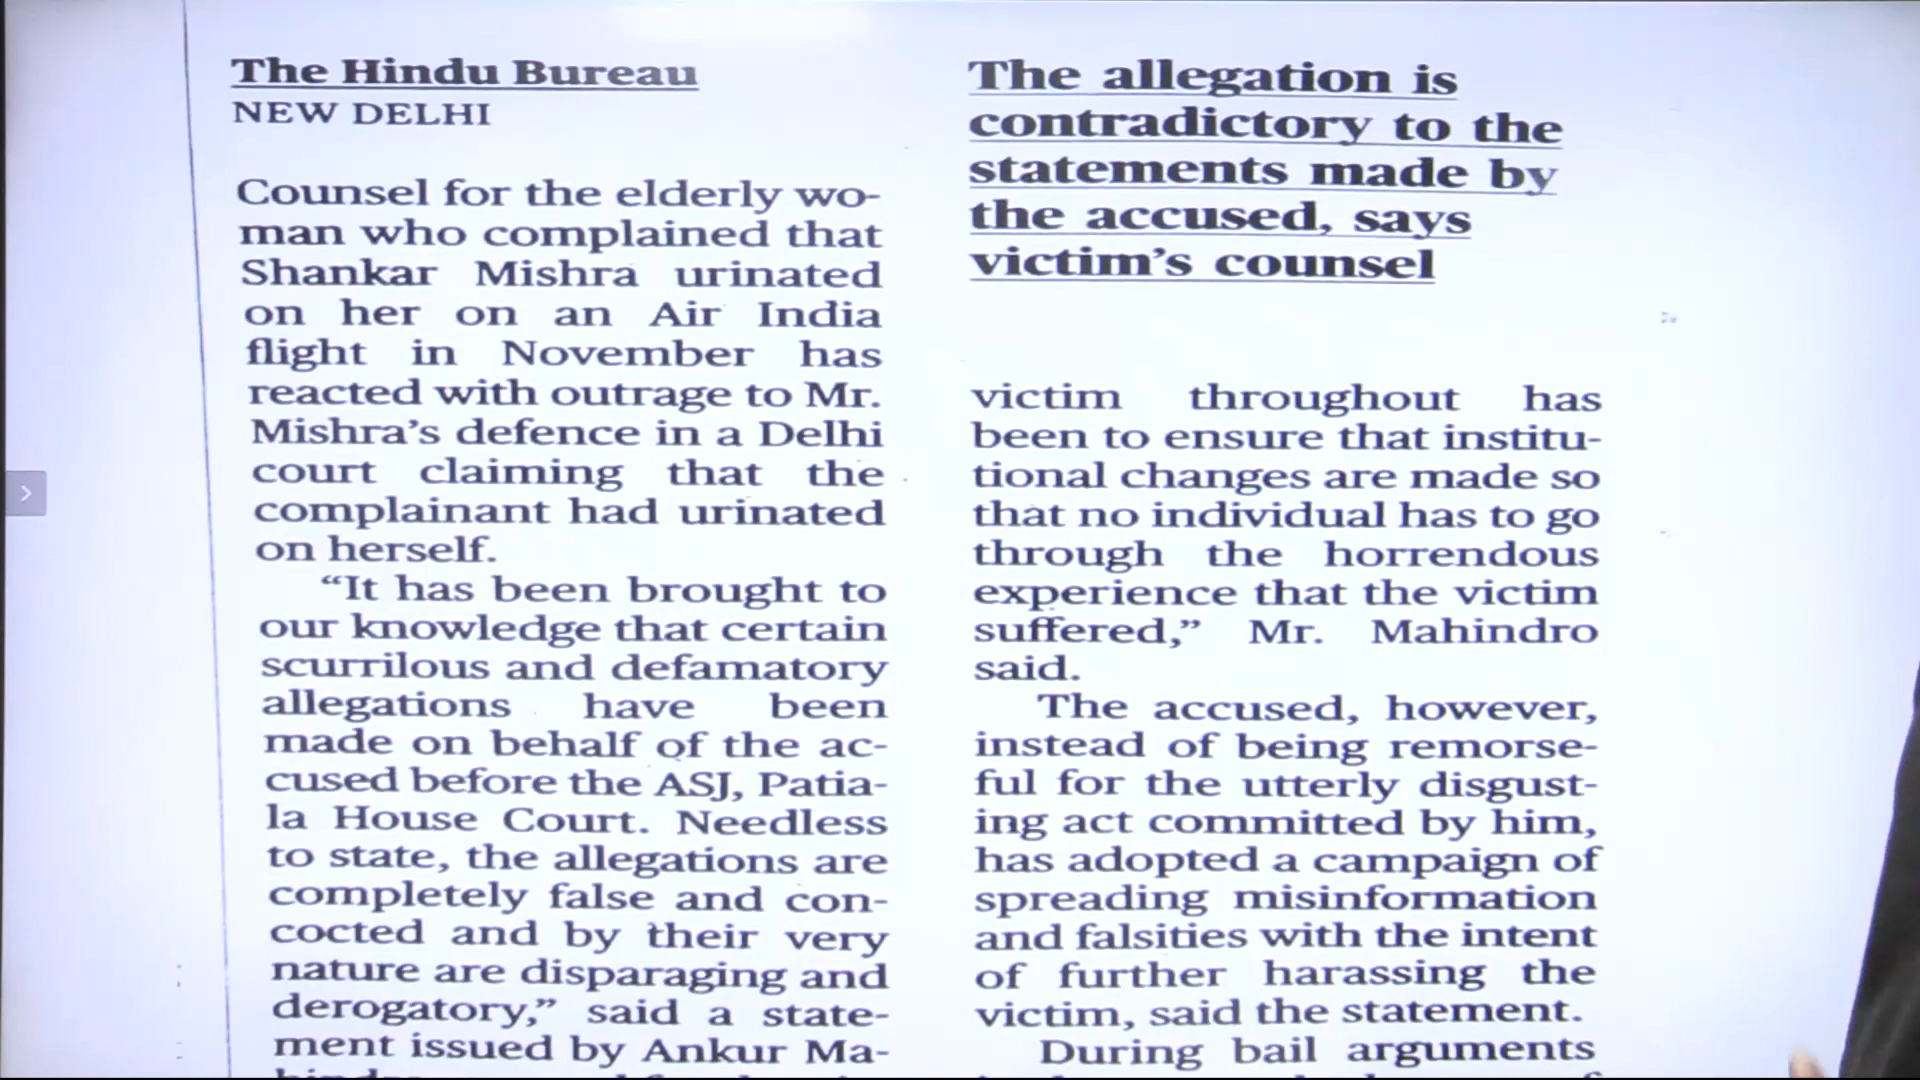 The Hindu Bureau
NEW DELHI
Counsel for the elderly wo-
man who complained that
Shankar Mishra urinated
on her on an Air India
flight in November has
reacted with outrage to Mr.
Mishra’s defence in a Delhi
court claiming that the
complainant had urinated
on herself.
“It has been brought to
our knowledge that certain
scurrilous and defamatory
allegations have been
made on behalf of the ac-
cused before the ASJ, Patia-
la House Court. Needless
to state, the allegations are
completely false and con-
cocted and by their very
nature are disparaging and
derogatory,” said a state-
ment issued by Ankur Ma-
The allegation is
contradictory to the
statements made by
the accused, says
victim’s counsel
victim throughout has
been to ensure that institu-
tional changes are made so
that no individual has to go
through the horrendous
experience that the victim
suffered,” Mr. Mahindro
said.
The accused, however,
instead of being remorse-
ful for the utterly disgust-
ing act committed by him,
has adopted a campaign of
spreading misinformation
and falsities with the intent
of further harassing the
victim, said the statement.
During bail arguments